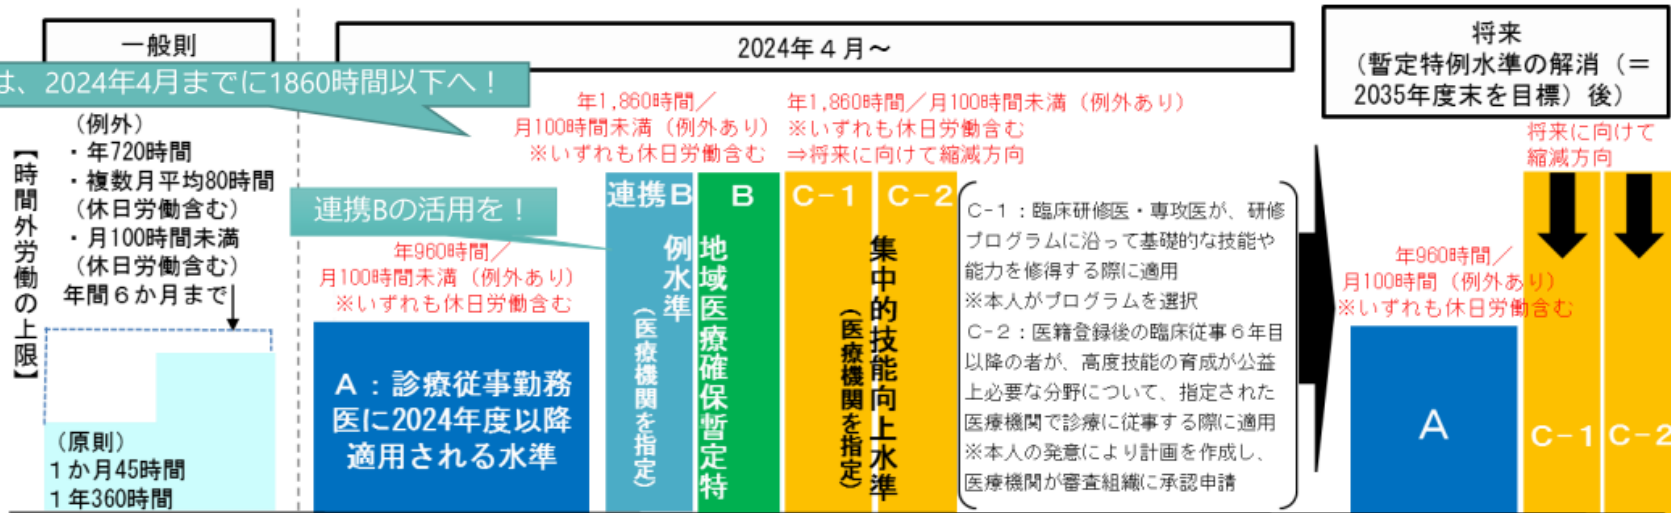 一般則
は、2024年4月までに1860時間以下へ！
（例外）
・年720時間
・複数月平均80時間
（休日労働含む）
・月100時間未満
（休日労働含む）
年間６か月まで
【時間外労働の上限】
（原則）
１か月45時間
１年360時間
2024年４月～
年1,860時間／
月100時間未満（例外あり）
※いずれも休日労働含む
年1,860時間／月100時間未満（例外あり）
※いずれも休日労働含む
⇒将来に向けて縮減方向
連携Bの活用を！
年960時間／
月100時間未満（例外あり）
※いずれも休日労働含む
A：診療従事勤務
医に2024年度以降
適用される水準
連携B
B
地域医療確保暫定特
例水準
（医療機関を指定）
C-1
C-2
集中的技能向上水準
（医療機関を指定）
C-1：臨床研修医・専攻医が、研修
プログラムに沿って基礎的な技能や
能力を修得する際に適用
※本人がプログラムを選択
C-2：医籍登録後の臨床従事６年目
以降の者が、高度技能の育成が公益
上必要な分野について、指定された
医療機関で診療に従事する際に適用
※本人の発意により計画を作成し、
医療機関が審査組織に承認申請
将来
（暫定特例水準の解消（＝
2035年度末を目標）後）
将来に向けて
縮減方向
年960時間／
月100時間（例外あり）
※いずれも休日労働含む
A
C-1
C-2